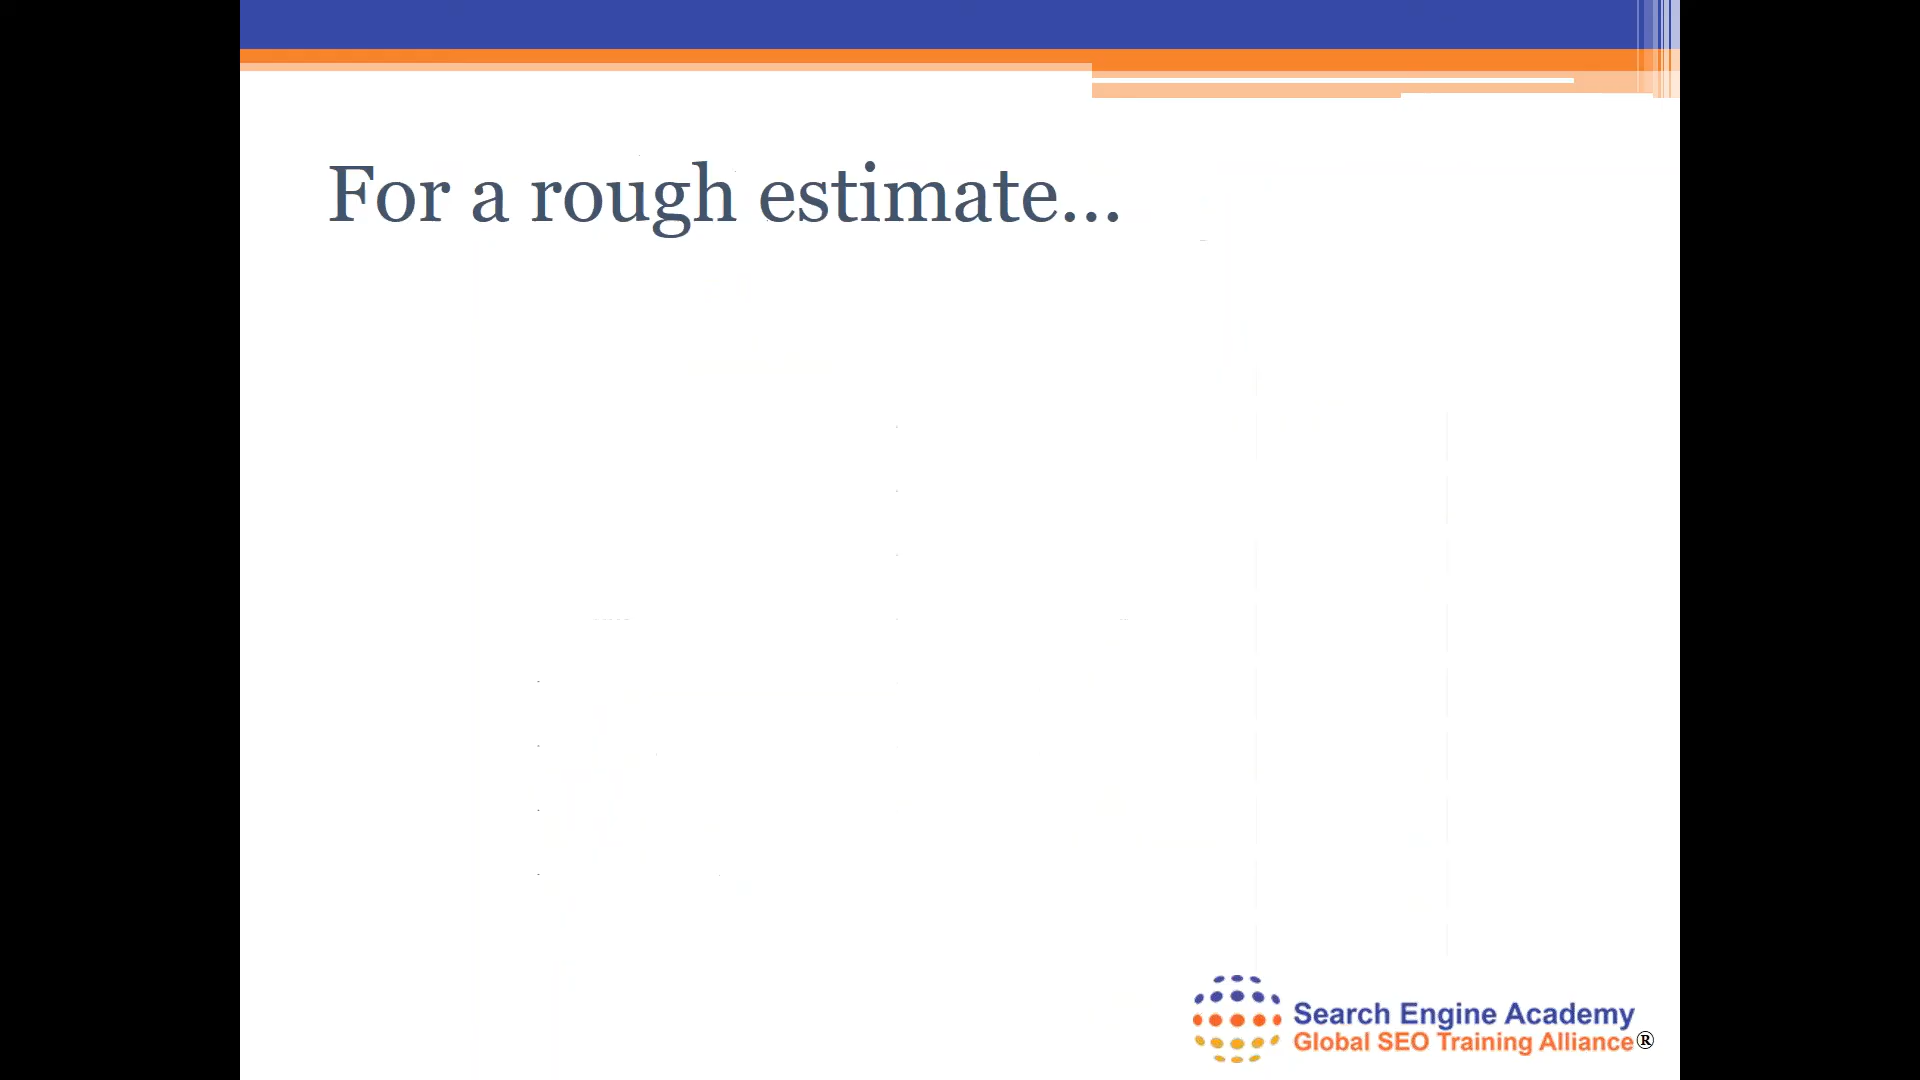 For a rough estimate...
Search Engine Academy
Global SEO Training Alliance®